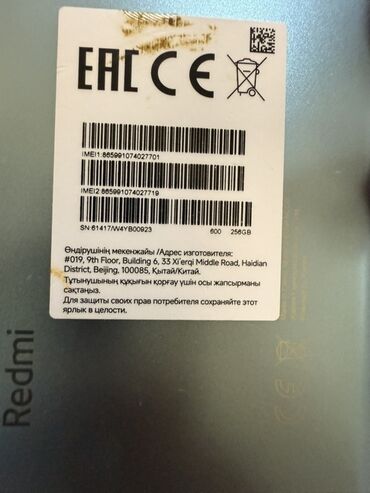 EAC CE
IMEI1:865991074027701
IMEI2:865991074027719
SN:61417/W4YB00923 600 256GB
Өндірушінің мекенжайы /Адрес изготовителя:
#019, 9th Floor, Building 6, 33 Xi'erqi Middle Road, Haidian
District, Beijing, 100085, Қытай/Китай.
Тұтынушының құқығын қорғау үшін осы жапсырманы
сақтаңыз.
Для защиты своих прав потребителя сохраняйте этот
ярлык в целости.
Redmi
CE